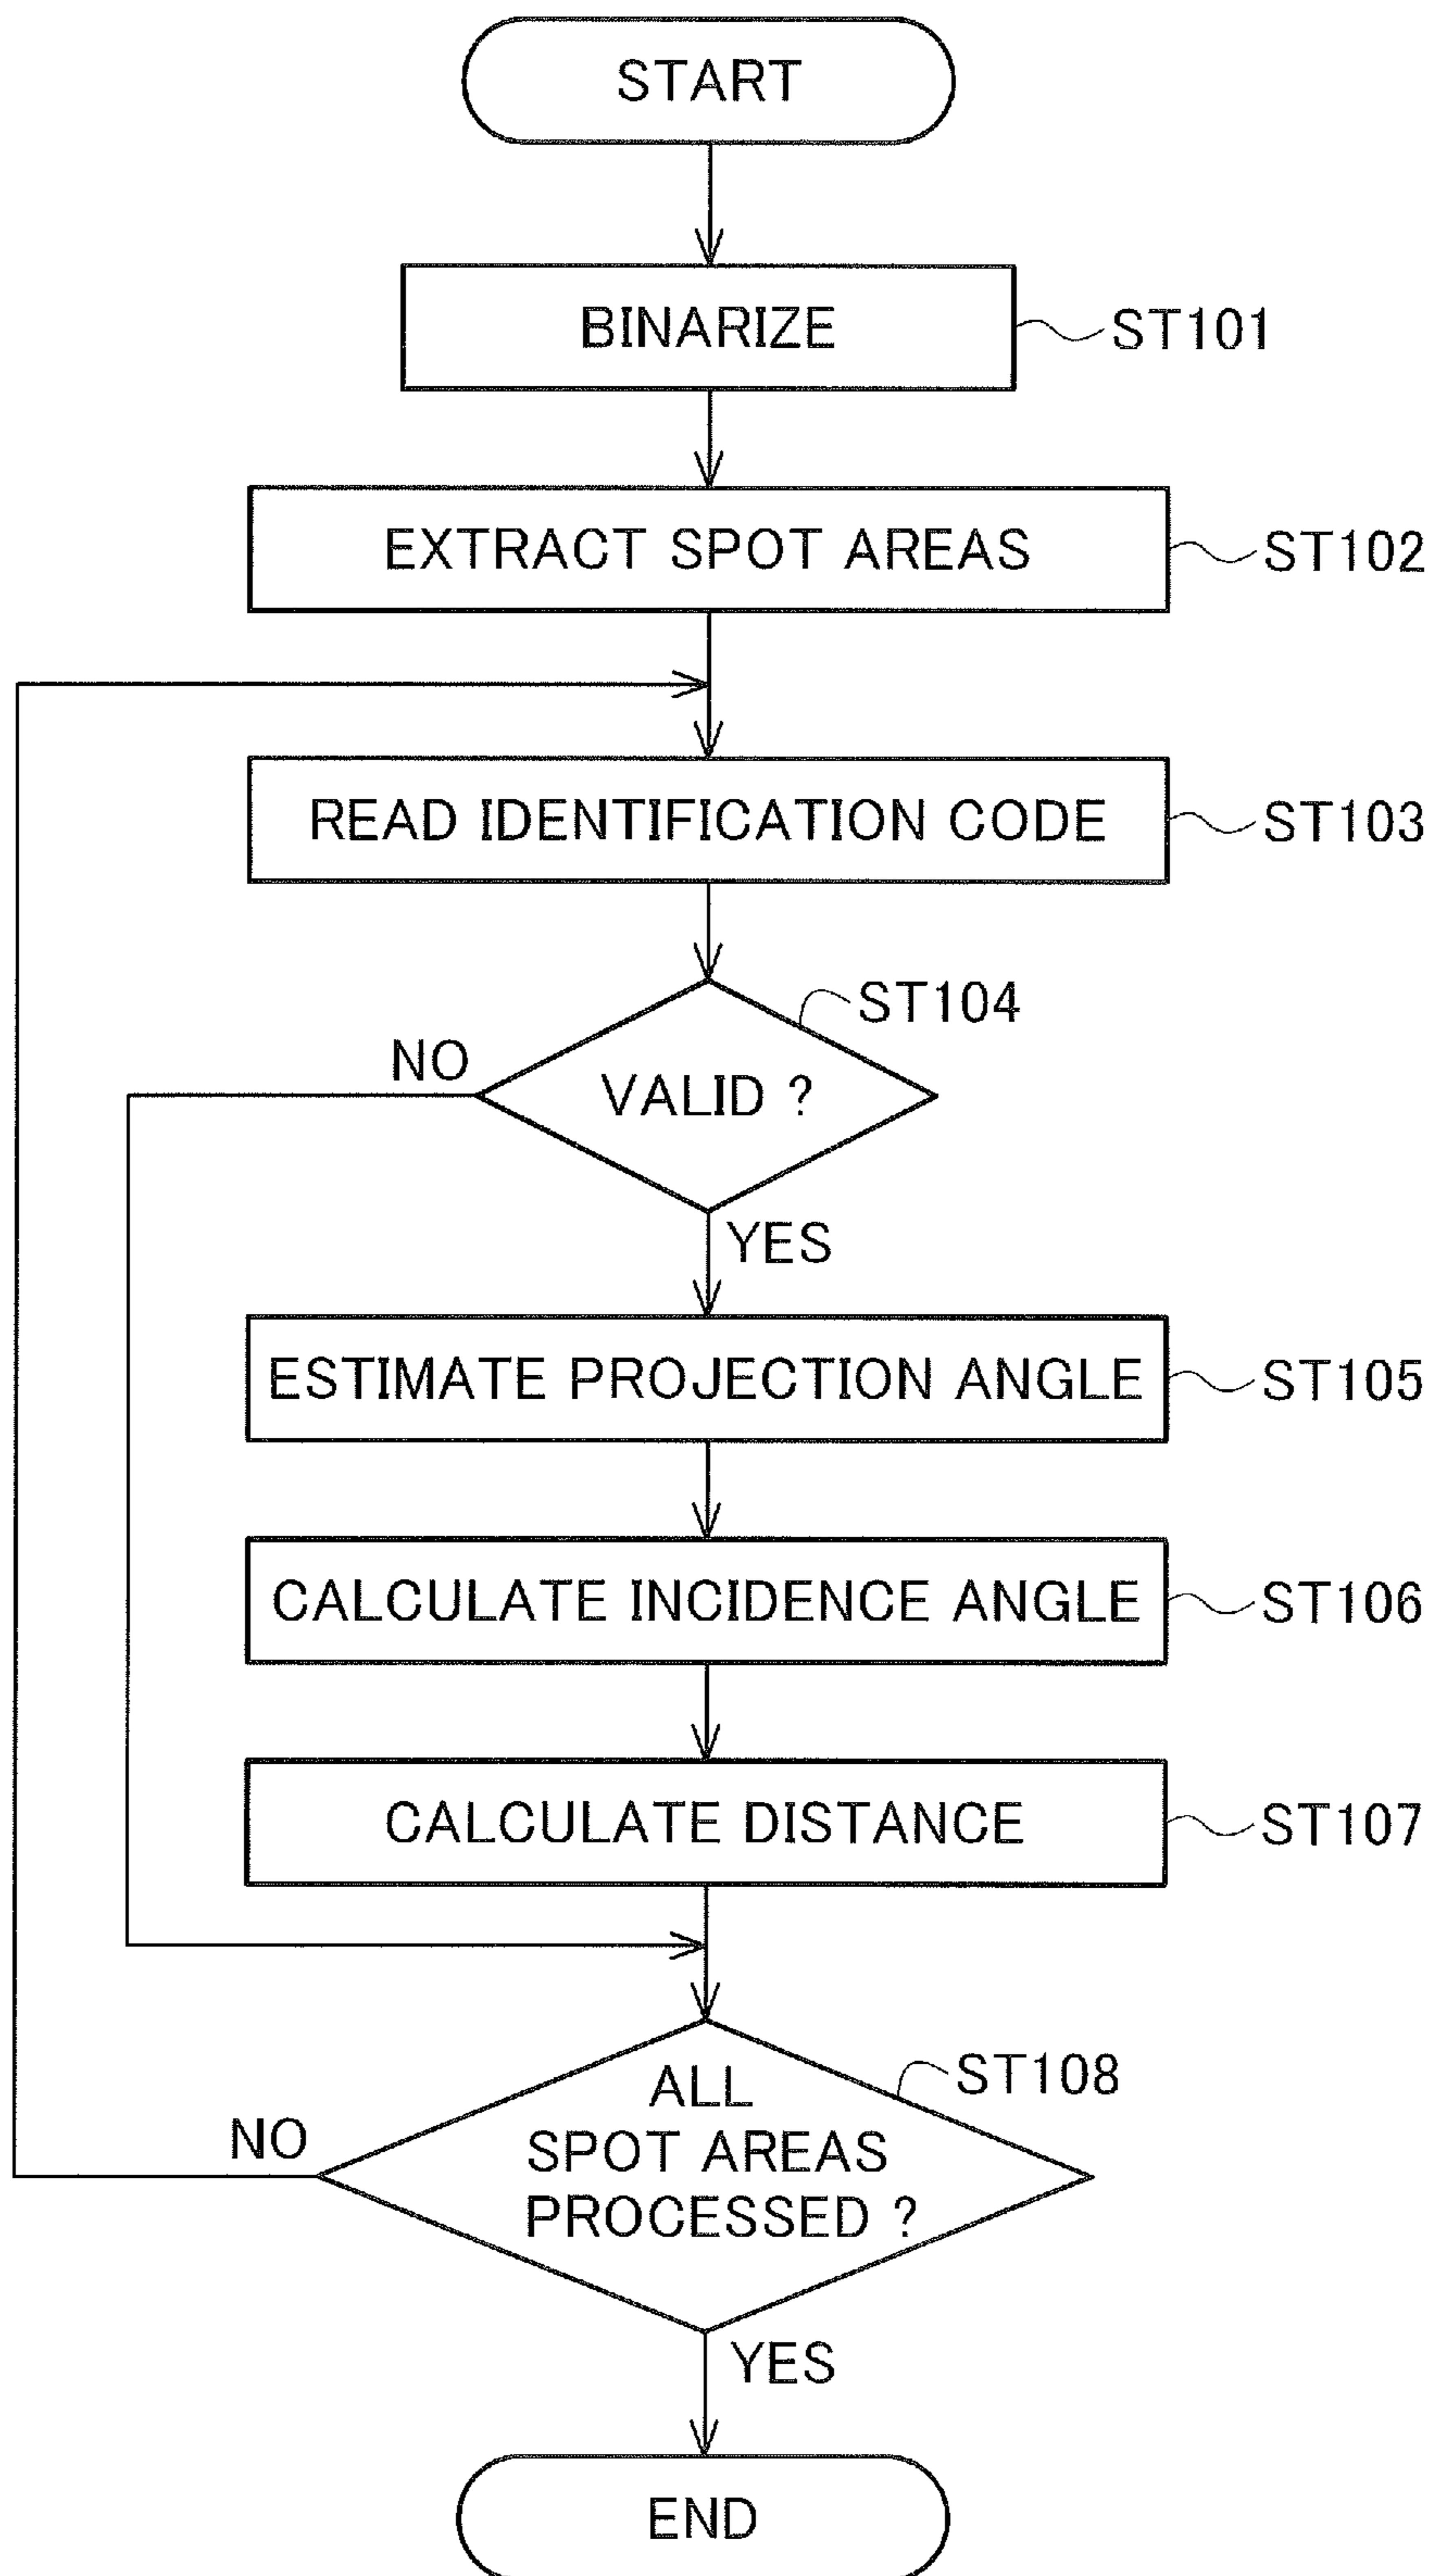 START
BINARIZE
ST101
EXTRACT SPOT AREAS
ST102
READ IDENTIFICATION CODE
ST103
ST104
NO
VALID ?
YES
ESTIMATE PROJECTION ANGLE
ST105
CALCULATE INCIDENCE ANGLE
ST106
CALCULATE DISTANCE
ST107
ST108
ALL
NO
SPOT AREAS
PROCESSED ?
YES
END